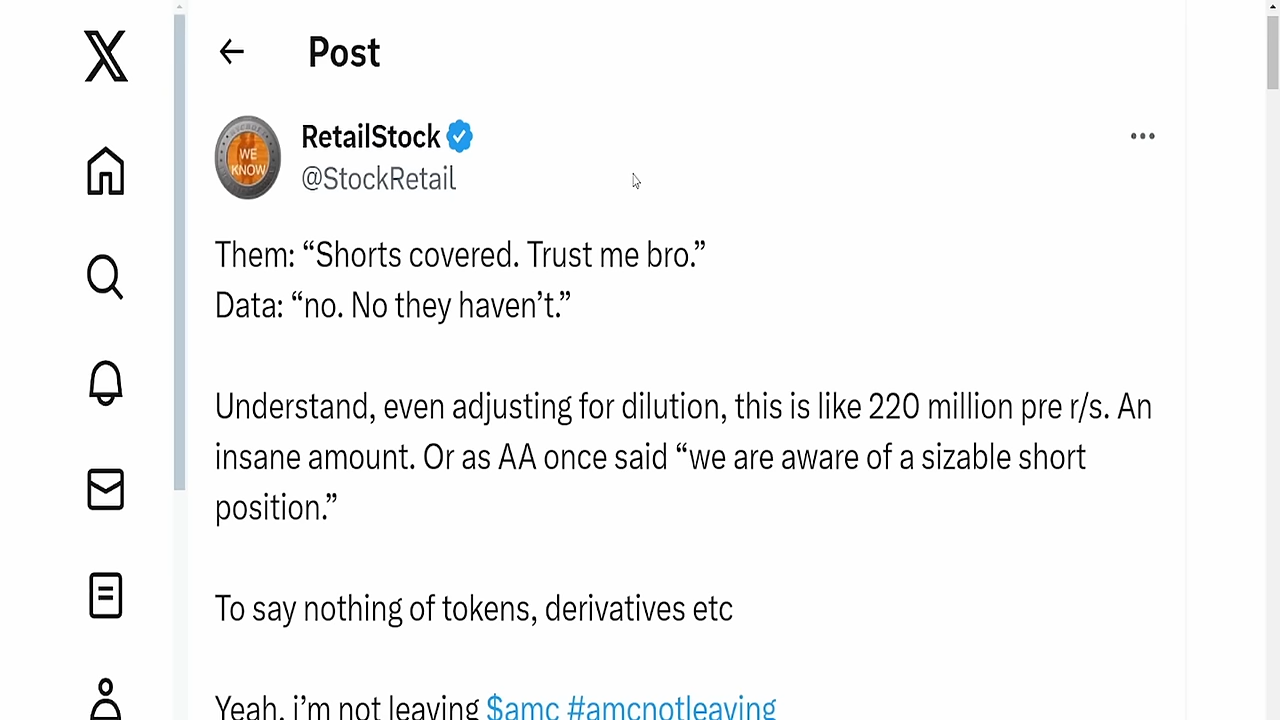 Post
WE
KNOW
RetailStock
@StockRetail
Them: “Shorts covered. Trust me bro.”
Data: “no. No they haven’t.”
Understand, even adjusting for dilution, this is like 220 million pre r/s. An
insane amount. Or as AA once said “we are aware of a sizable short
position.”
To say nothing of tokens, derivatives etc
Yeah, i’m not leaving $amc #amcnotleaving